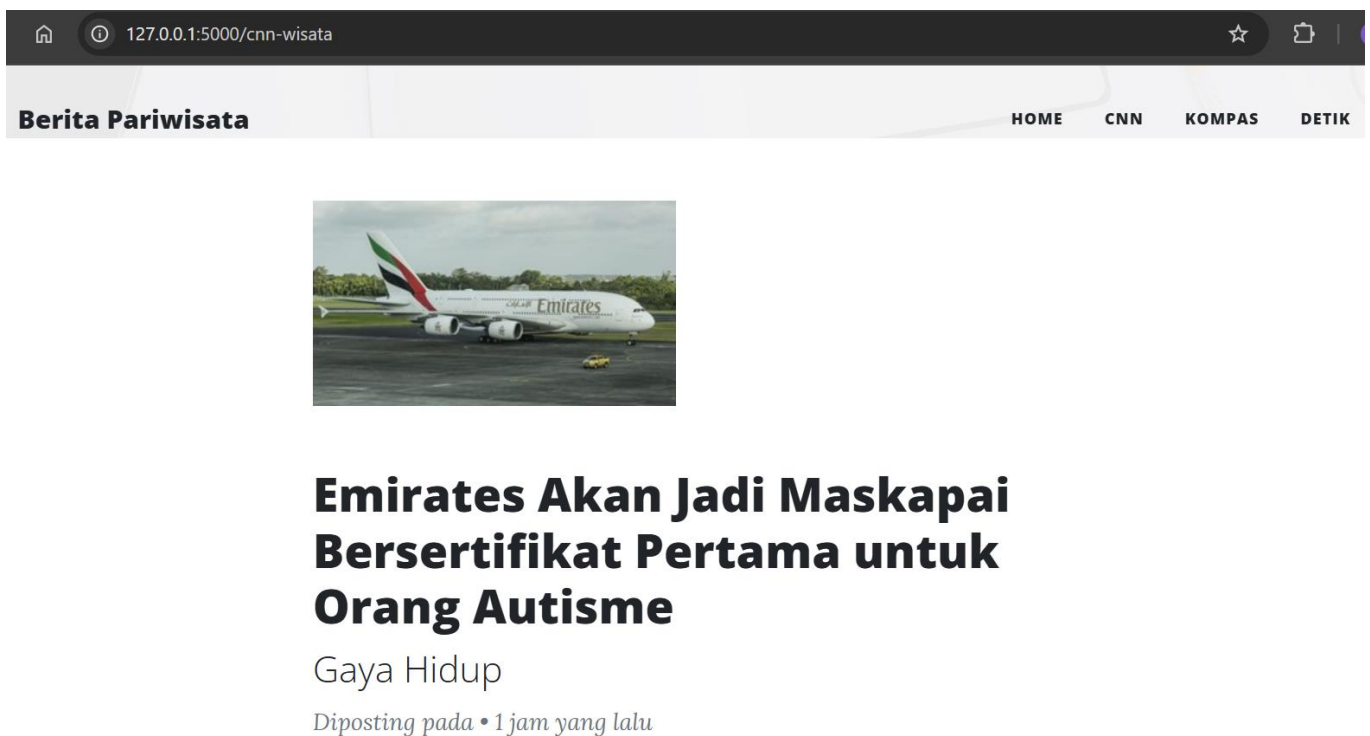 127.0.0.1:5000/cnn-wisata
Berita Pariwisata
HOME CNN KOMPAS DETIK
Emirates
Emirates Akan Jadi Maskapai
Bersertifikat Pertama untuk
Orang Autisme
Gaya Hidup
Diposting pada • 1 jam yang lalu